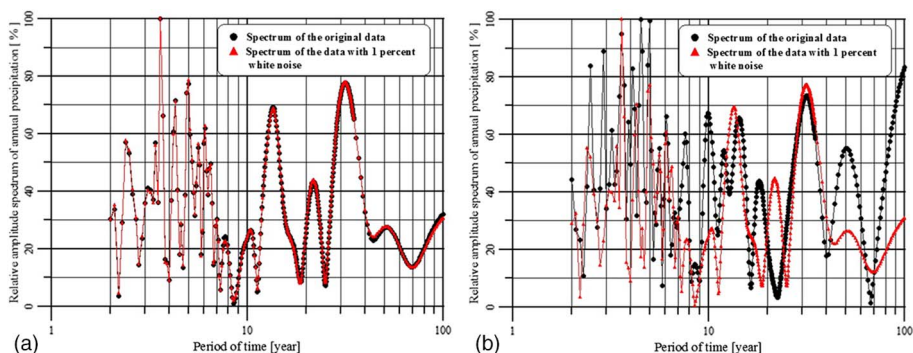 Relative amplitude spectrum of annual precipitation [ % ]
100
80
60
40
20
0
Spectrum of the original data
Spectrum of the data with 1 percent
white noise
1
10
100
Period of time [year]
(a)
Relative amplitude spectrum of annual precipitation [ % ]
100
80
60
40
20
0
Spectrum of the original data
Spectrum of the data with 1 percent
white noise
1
10
100
Period of time [year]
(b)